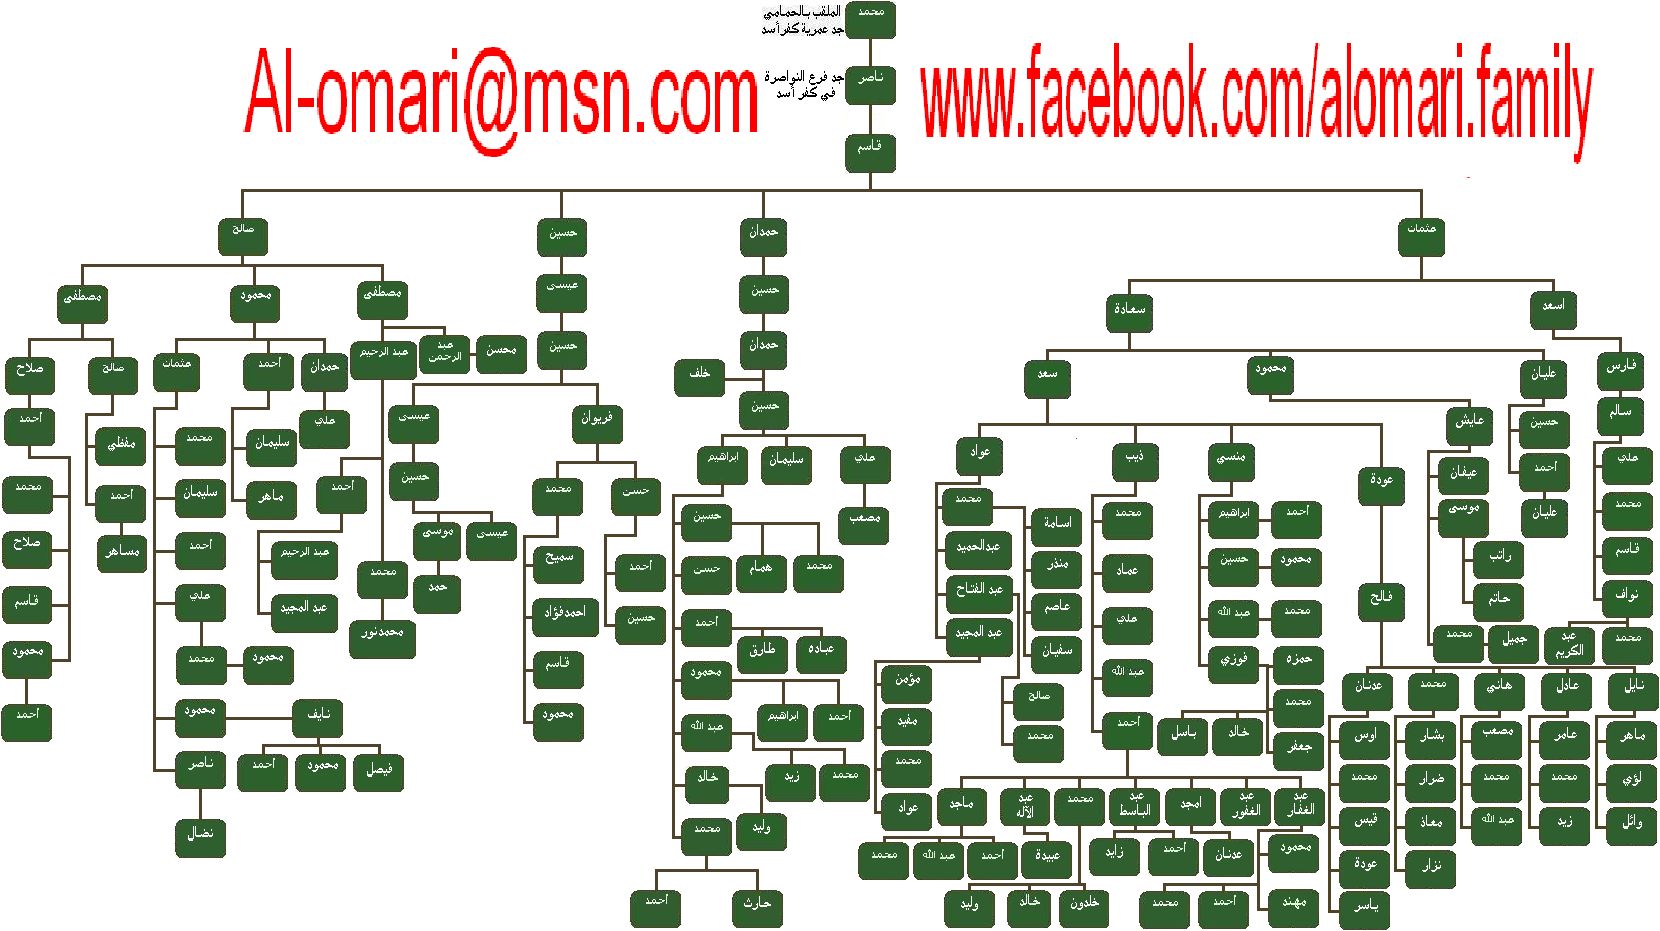 محمد
الملقب بالحمامي
جد عمرية كفرأسد
Al-omari@msn.com
www.facebook.com/alomari.family
ناصر
جد فرع النواصرة
في كفر أسد
قاسم
صالح
حسين
حمدان
عثمان
مصطفى
محمود
مصطفى
عيسى
حسين
سعادة
اسعد
صلاح
صالح
عثمان
أحمد
حمدان
عبد الرحيم
عبد
الرحمن
محسن
حسين
حمدان
خلف
سعد
محمود
عليان
فارس
أحمد
مفظي
محمد
سليمان
علي
عيسى
فريوان
حسين
عايش
حسين
سالم
محمد
أحمد
سليمان
ماهر
أحمد
حسين
محمد
حسن
ابراهيم
سليمان
علي
عواد
ذيب
منسي
عودة
عيفان
أحمد
علي
صلاح
مساهر
أحمد
عبد الرحيم
محمد
موسى
عيسى
سميح
أحمد
حسين
مصعب
محمد
اسامة
محمد
ابراهيم
أحمد
موسى
عليان
محمد
قاسم
علي
عبد المجيد
محمدنور
حمد
احمدفؤاد
حسين
حسن
همام
محمد
عبدالحميد
منذر
عماد
حسين
محمود
راتب
قاسم
محمود
محمد
محمود
قاسم
أحمد
طارق
عباده
عبد الفتاح
عاصم
علي
عبد الله
محمد
فالح
حاتم
نواف
أحمد
محمود
نايف
محمود
محمود
ابراهيم
أحمد
عبد المجيد
سفيان
عبد الله
فوزي
حمزه
محمد
جميل
عبد
الكريم
محمد
ناصر
أحمد
محمود
فيصل
عبد الله
زيد
محمد
مؤمن
صالح
أحمد
باسل
خالد
محمد
عدنان
محمد
هاني
عادل
نايل
نضال
خالد
وليد
مفيد
محمد
جعفر
اوس
بشار
مصعب
عامر
ماهر
محمد
محمد
عواد
ماجد
عبد
الآله
محمد
عبد
الباسط
امجد
عبد
الغفور
عبد
الغفار
محمد
ضرار
محمد
محمد
لؤي
أحمد
حارث
محمد
عبد الله
أحمد
عبيدة
زايد
أحمد
عدنان
محمود
قيس
معاذ
عبد الله
زيد
وائل
وليد
خالد
خلدون
محمد
أحمد
مهند
عودة
نزار
ياسر